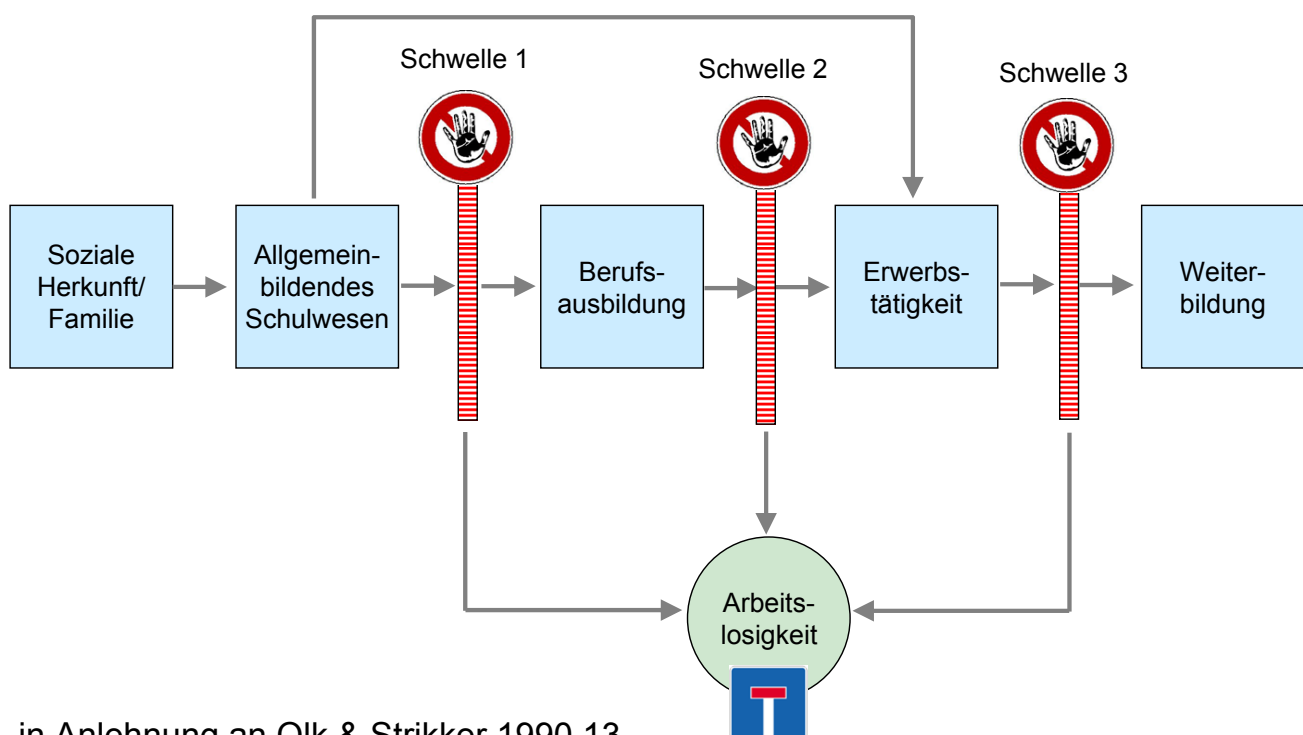 Schwelle 1
Schwelle 2
Schwelle 3
Soziale
Herkunft/
Familie
Allgemein-
bildendes
Schulwesen
Berufs-
ausbildung
Erwerbs-
tätigkeit
Weiter-
bildung
Arbeits-
losigkeit
in Anlehnung an Olk & Strikker 1990,13